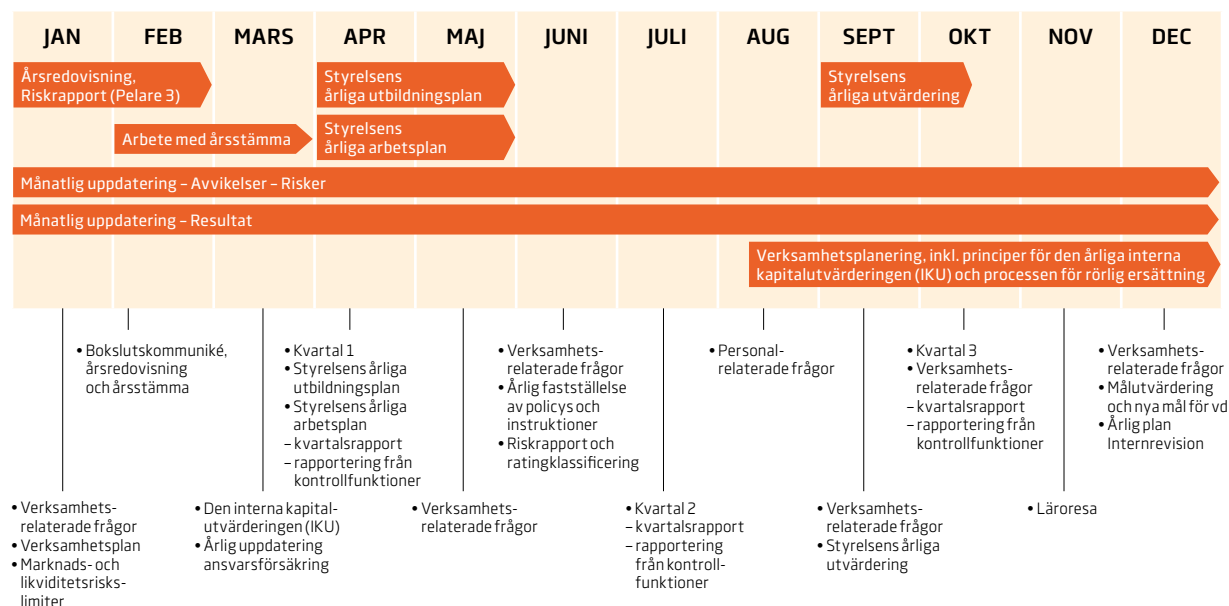 JAN FEB MARS APR MAJ JUNI JULI AUG SEPT OKT NOV DEC
Årsredovisning,
Riskrapport (Pelare 3)
Styrelsens
årliga utbildningsplan
Styrelsens
årliga utvärdering
Arbete med årsstämma
Styrelsens
årliga arbetsplan
Månatlig uppdatering – Avvikelser – Risker
Månatlig uppdatering – Resultat
Verksamhetsplanering, inkl. principer för den årliga interna
kapitalutvärderingen (IKU) och processen för rörlig ersättning
• Bokslutskommuniké,
årsredovisning
och årsstämma
• Kvartal 1
• Styrelsens årliga
utbildningsplan
• Styrelsens årliga
arbetsplan
– kvartalsrapport
– rapportering från
kontrollfunktioner
• Verksamhets-
relaterade frågor
• Årlig fastställelse
av policys och
instruktioner
• Riskrapport och
ratingklassificering
• Personal-
relaterade frågor
• Kvartal 3
• Verksamhets-
relaterade frågor
– kvartalsrapport
– rapportering från
kontrollfunktioner
• Verksamhets-
relaterade frågor
• Målutvärdering
och nya mål för vd
• Årlig plan
Internrevision
• Verksamhets-
relaterade frågor
• Verksamhetsplan
• Marknads- och
likviditetsrisks-
limiter
• Den interna kapital-
utvärderingen (IKU)
• Årlig uppdatering
ansvarsförsäkring
• Verksamhets-
relaterade frågor
• Kvartal 2
– kvartalsrapport
– rapportering
från kontroll-
funktioner
• Verksamhets-
relaterade frågor
• Styrelsens årliga
utvärdering
• Läroresa